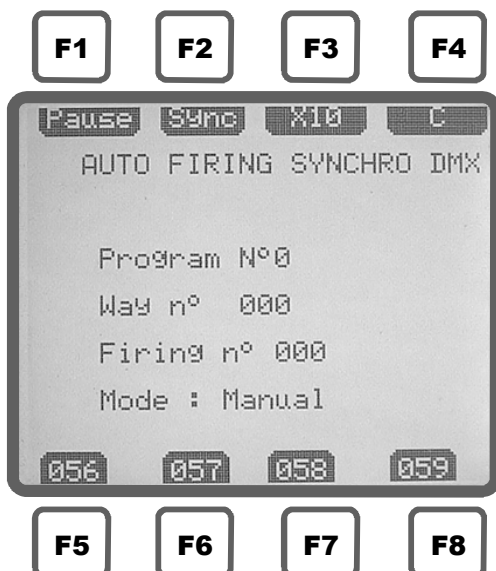 F1 F2 F3 F4
Pause Sync X10 C
AUTO FIRING SYNCHRO DMX
Program N°0
Way n° 000
Firing n° 000
Mode : Manual
056 057 058 059
F5 F6 F7 F8